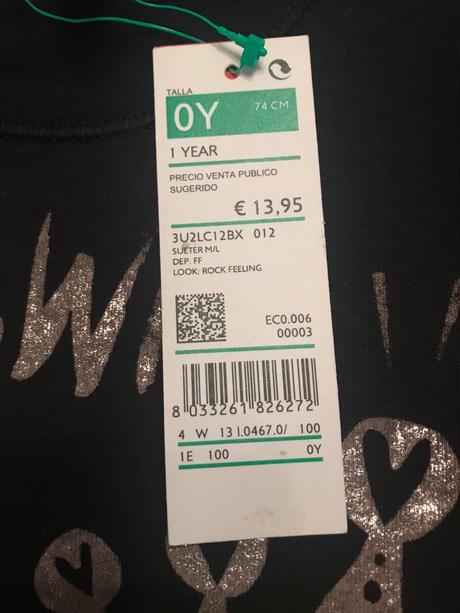 TALLA
0Y 74 CM
1 YEAR
PRECIO VENTA PUBLICO
SUGERIDO
€ 13,95
3U2LC12BX 012
SUETER M/L
DEP. FF
LOOK: ROCK FEELING
EC0.006
00003
8 033261 826272
4 W 13 I.0467.0/ 100
1E 100 0Y
W